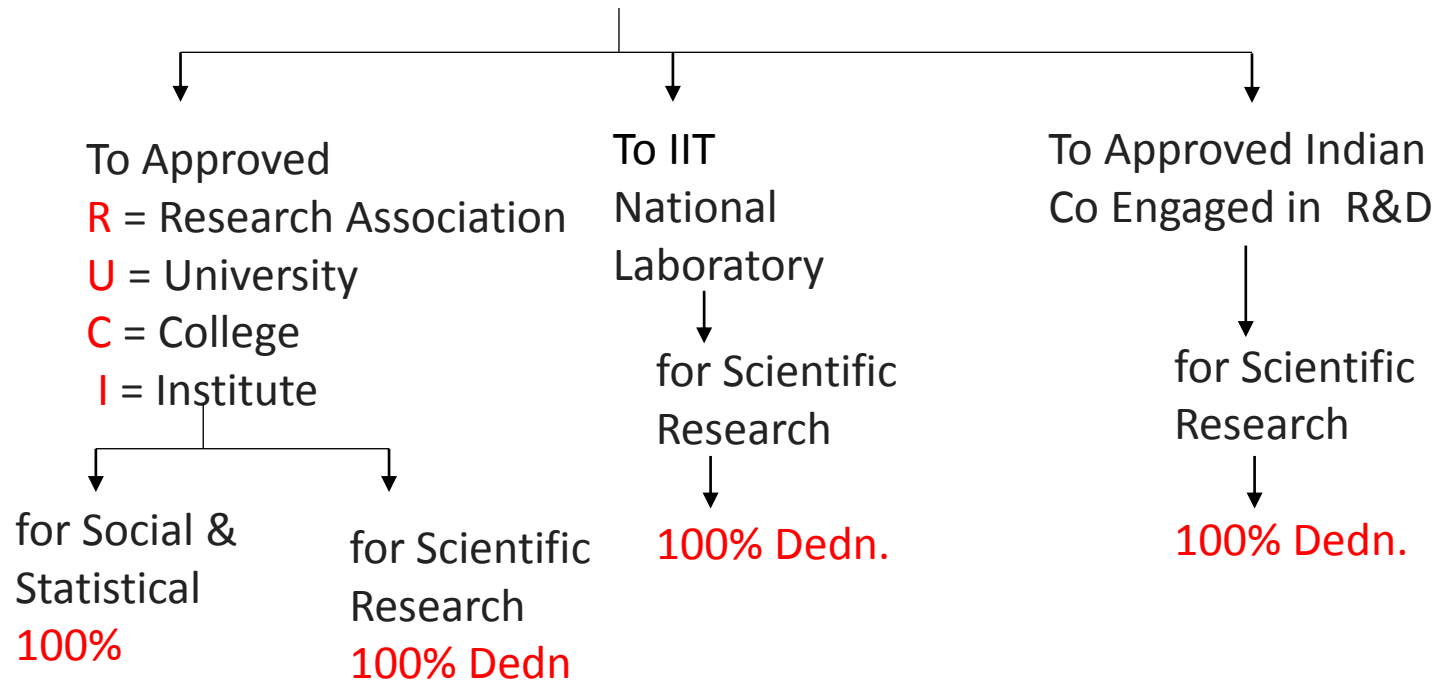 To Approved
R = Research Association
U = University
C = College
I = Institute
for Social &
Statistical
100%
for Scientific
Research
100% Dedn
To IIT
National
Laboratory
for Scientific
Research
100% Dedn.
To Approved Indian
Co Engaged in R&D
for Scientific
Research
100% Dedn.